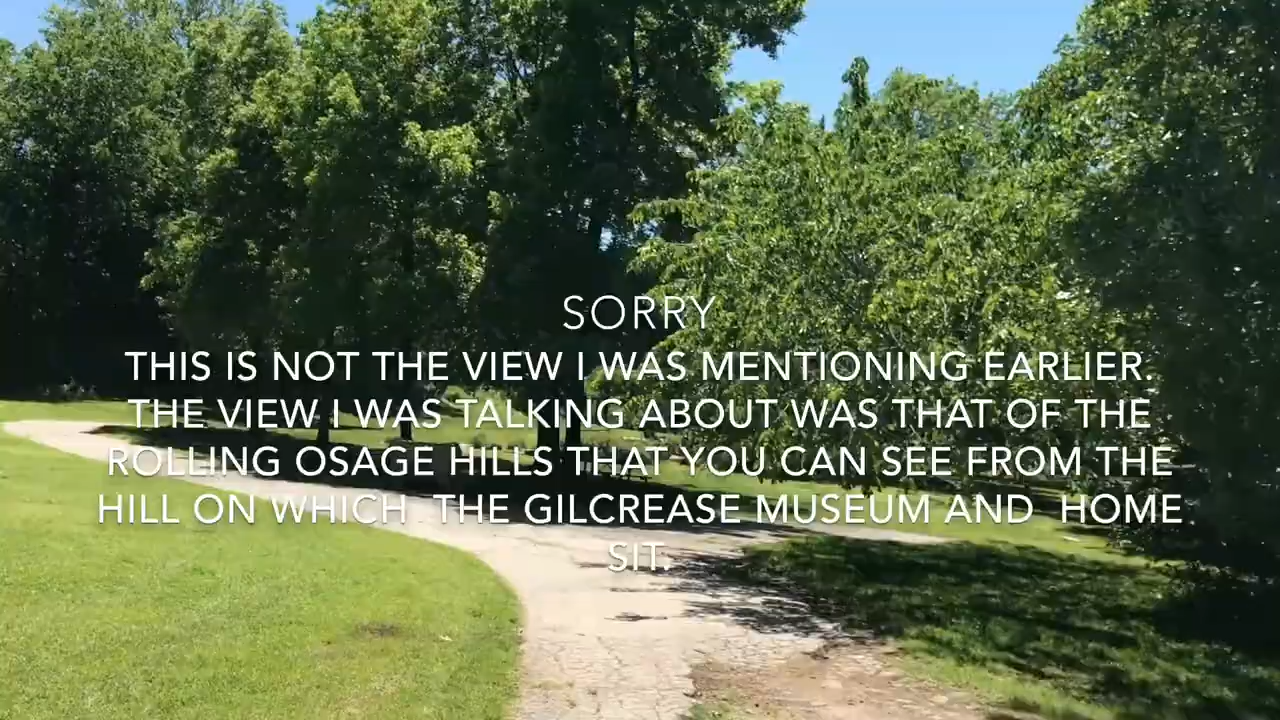 SORRY
THIS IS NOT THE VIEW I WAS MENTIONING EARLIER.
THE VIEW I WAS TALKING ABOUT WAS THAT OF THE
ROLLING OSAGE HILLS THAT YOU CAN SEE FROM THE
HILL ON WHICH THE GILCREASE MUSEUM AND HOME
SIT.